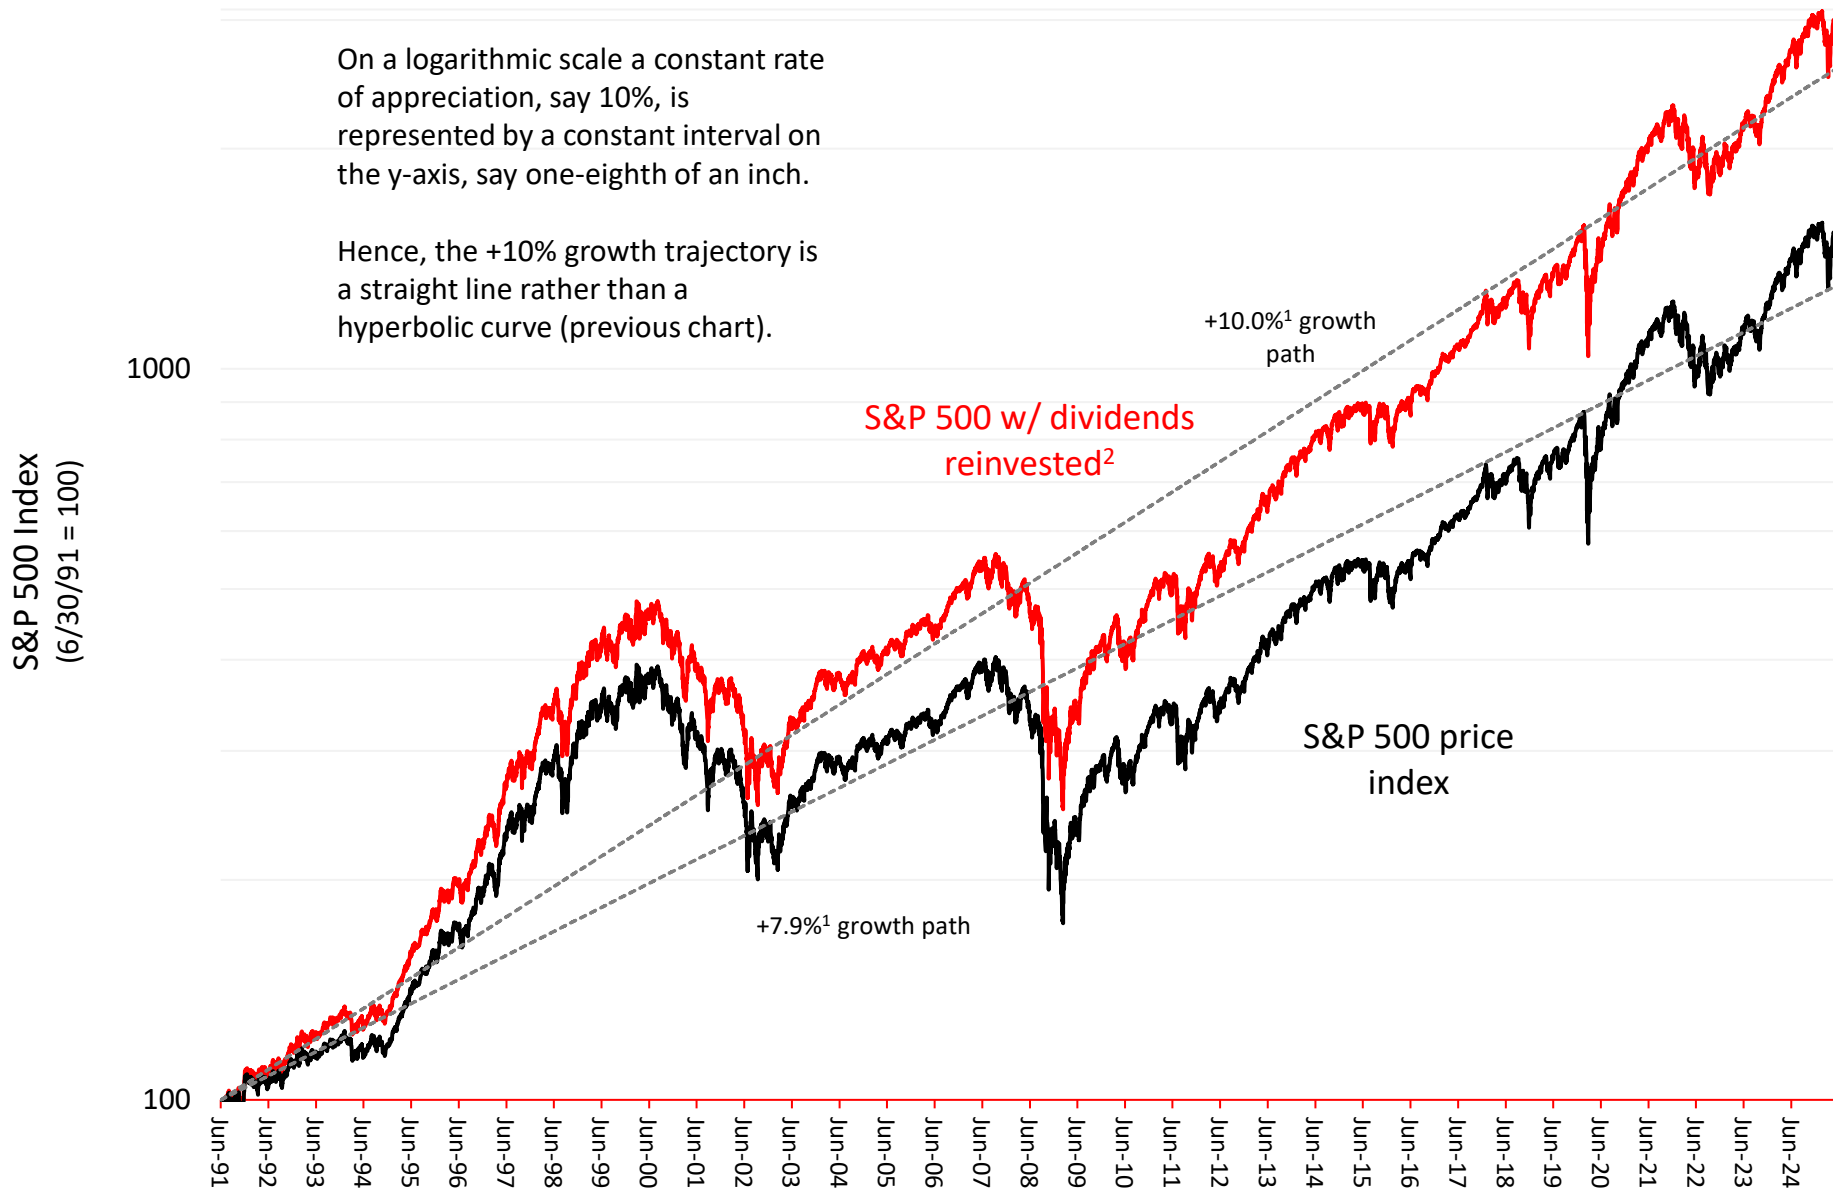 On a logarithmic scale a constant rate
of appreciation, say 10%, is
represented by a constant interval on
the y-axis, say one-eighth of an inch.
Hence, the +10% growth trajectory is
a straight line rather than a
hyperbolic curve (previous chart).
+10.0%¹ growth
path
1000
S&P 500 w/ dividends
reinvested²
S&P 500 Index
(6/30/91 = 100)
S&P 500 price
index
+7.9%¹ growth path
100
Jun-91
Jun-92
Jun-93
Jun-94
Jun-95
Jun-96
Jun-97
Jun-98
Jun-99
Jun-00
Jun-01
Jun-02
Jun-03
Jun-04
Jun-05
Jun-06
Jun-07
Jun-08
Jun-09
Jun-10
Jun-11
Jun-12
Jun-13
Jun-14
Jun-15
Jun-16
Jun-17
Jun-18
Jun-19
Jun-20
Jun-21
Jun-22
Jun-23
Jun-24